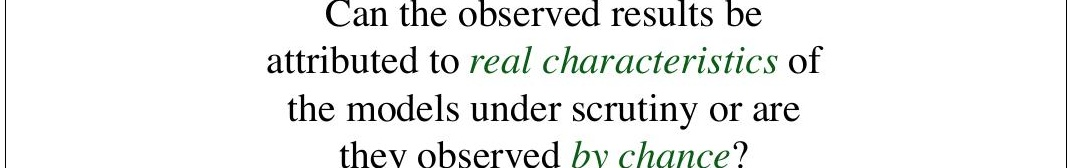 Can the observed results be
attributed to real characteristics of
the models under scrutiny or are
they observed by chance?